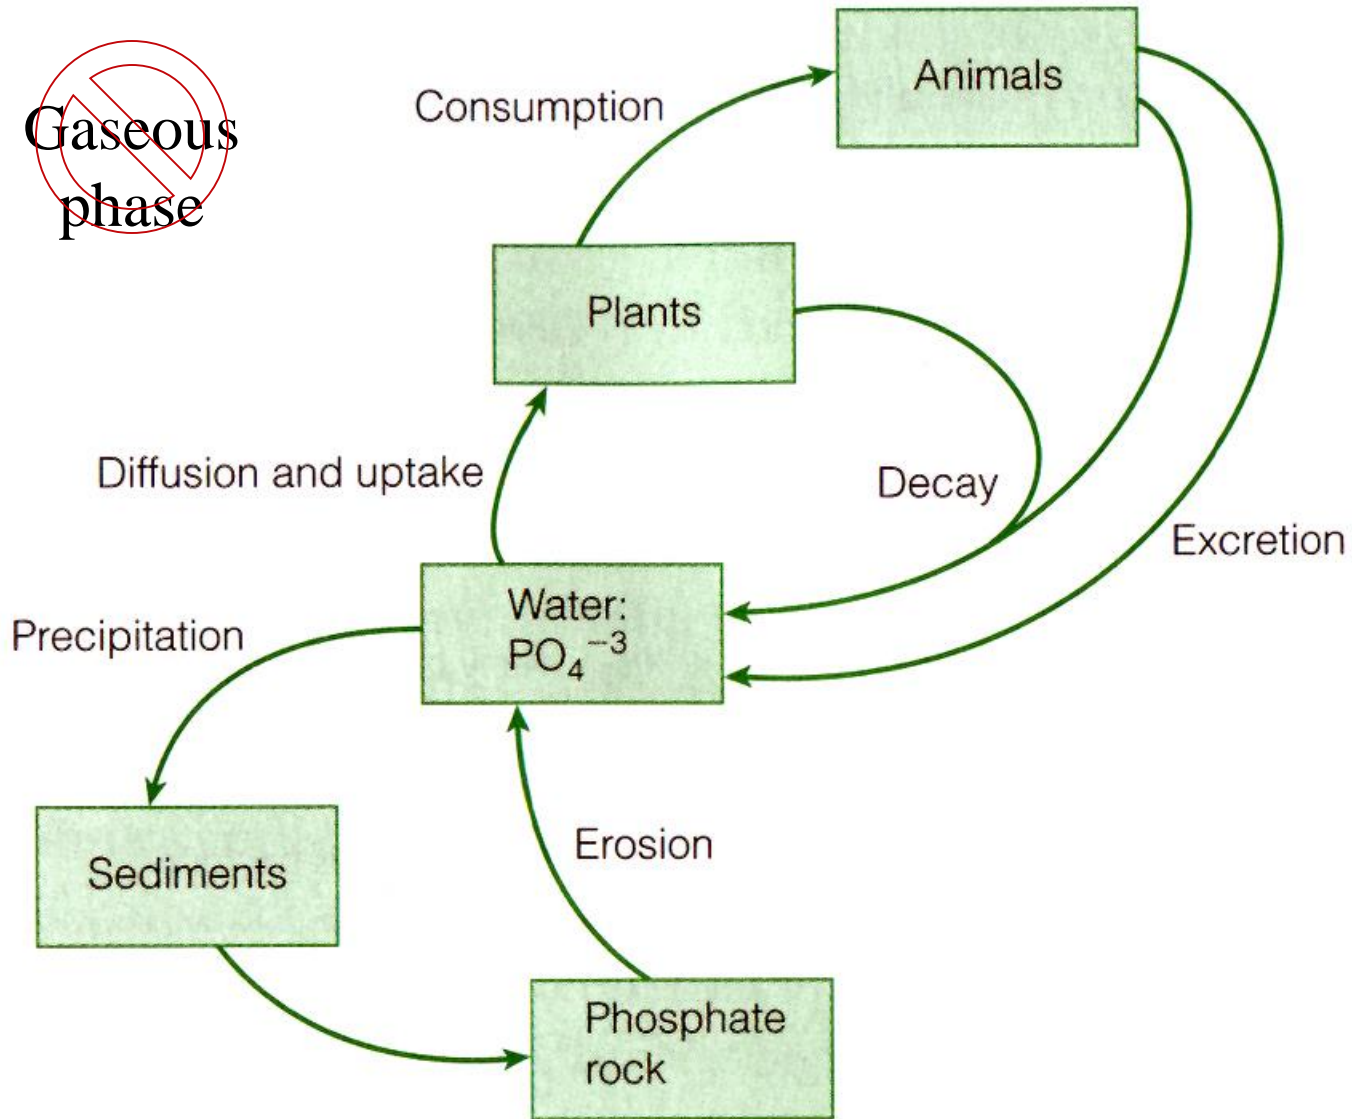 Gaseous
phase
Animals
Consumption
Plants
Diffusion and uptake
Decay
Excretion
Water:
PO₄⁻³
Precipitation
Erosion
Sediments
Phosphate
rock